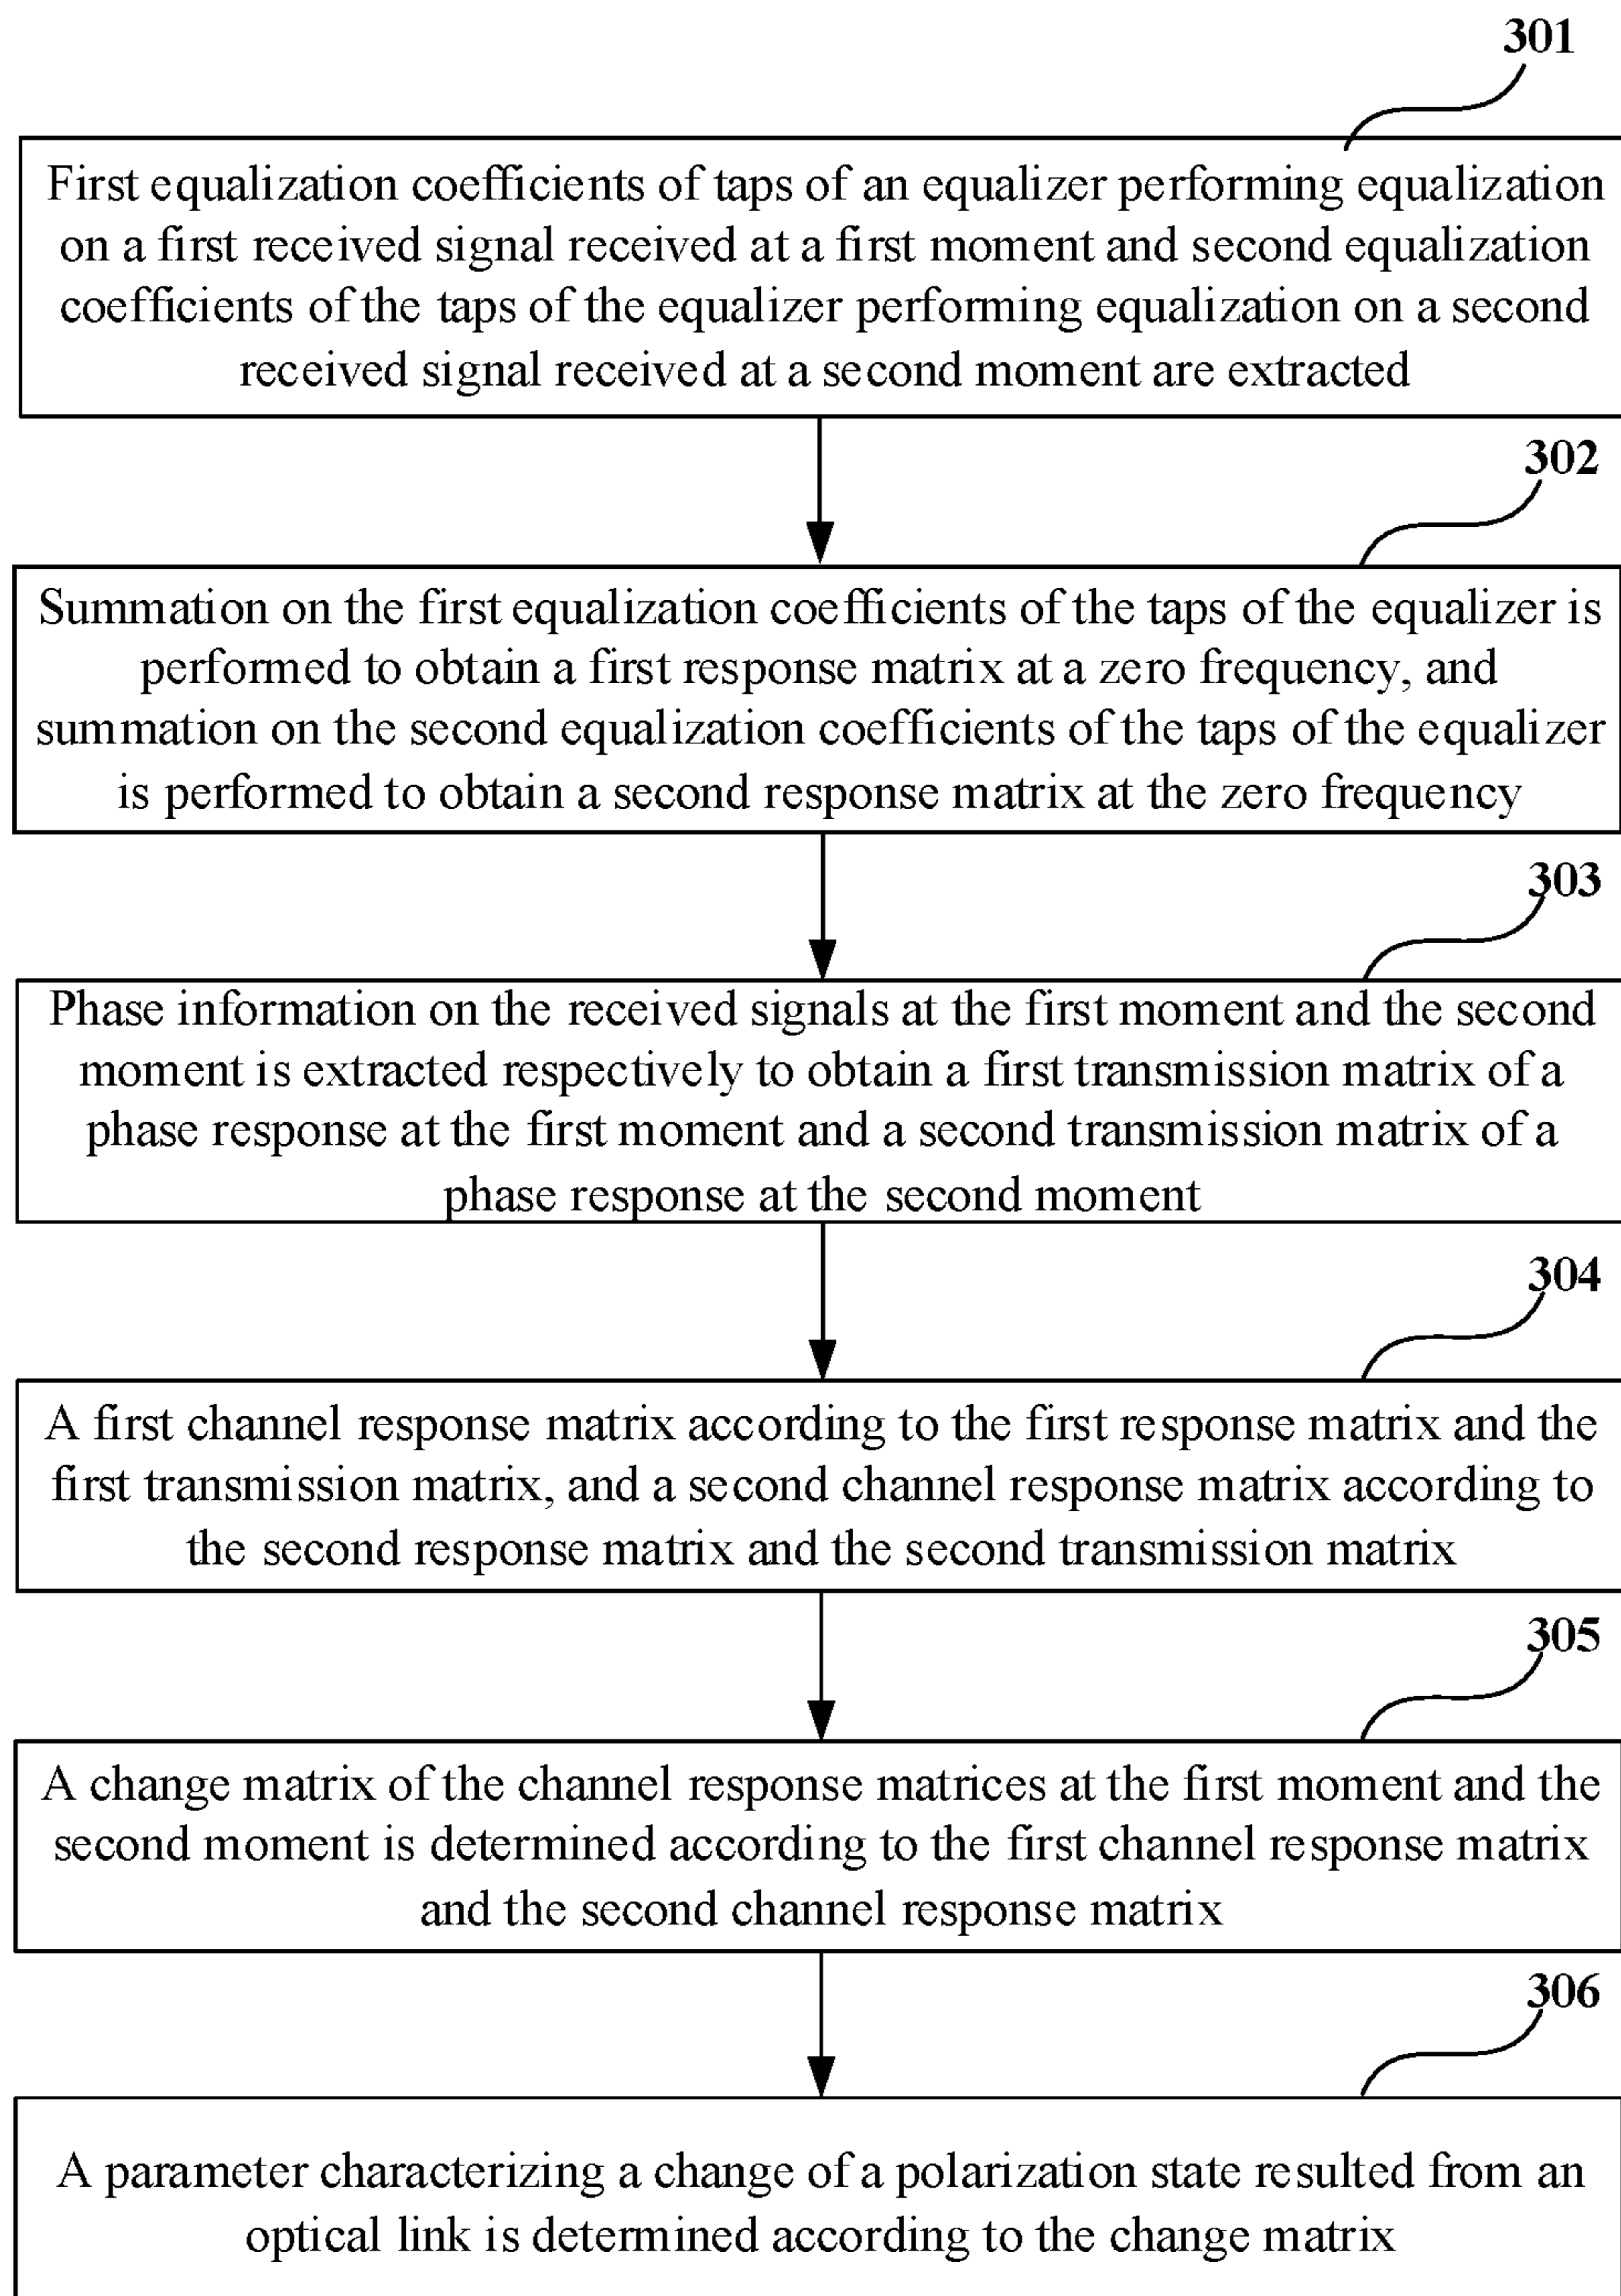 301
First equalization coefficients of taps of an equalizer performing equalization
on a first received signal received at a first moment and second equalization
coefficients of the taps of the equalizer performing equalization on a second
received signal received at a second moment are extracted
302
Summation on the first equalization coefficients of the taps of the equalizer is
performed to obtain a first response matrix at a zero frequency, and
summation on the second equalization coefficients of the taps of the equalizer
is performed to obtain a second response matrix at the zero frequency
303
Phase information on the received signals at the first moment and the second
moment is extracted respectively to obtain a first transmission matrix of a
phase response at the first moment and a second transmission matrix of a
phase response at the second moment
304
A first channel response matrix according to the first response matrix and the
first transmission matrix, and a second channel response matrix according to
the second response matrix and the second transmission matrix
305
A change matrix of the channel response matrices at the first moment and the
second moment is determined according to the first channel response matrix
and the second channel response matrix
306
A parameter characterizing a change of a polarization state resulted from an
optical link is determined according to the change matrix